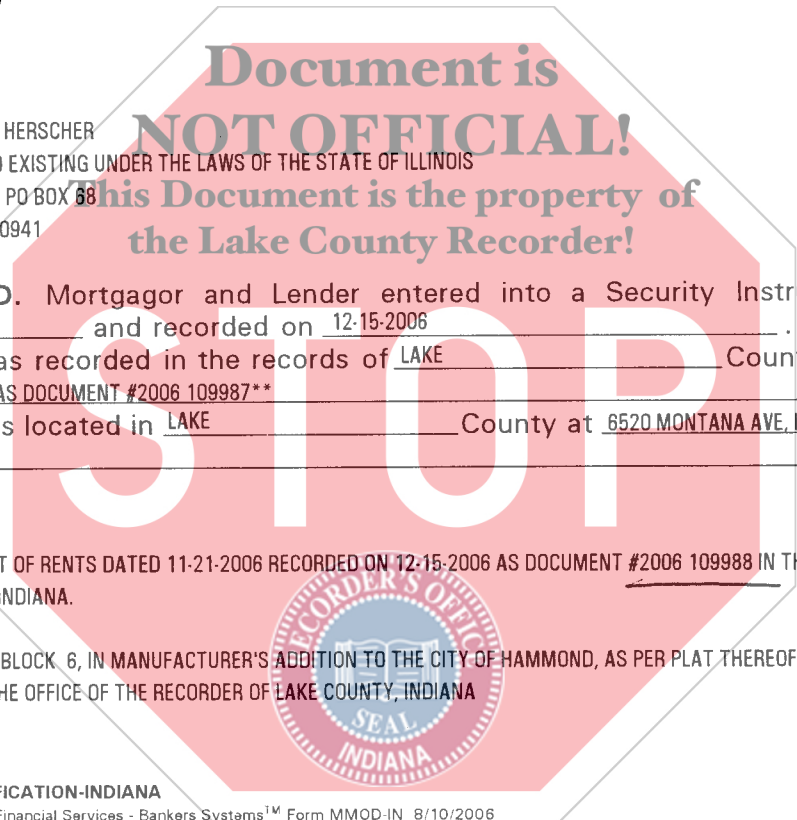 Document is
HERSCHER
NOT OFFICIAL!
EXISTING UNDER THE LAWS OF THE STATE OF ILLINOIS
PO BOX 68
This Document is the property of
0941
the Lake County Recorder!
D. Mortgagor and Lender entered into a Security Instr
and recorded on 12-15-2006 .
as recorded in the records of LAKE Coun
AS DOCUMENT #2006 109987**
s located in LAKE County at 6520 MONTANA AVE,
STOP
T OF RENTS DATED 11-21-2006 RECORDED ON 12-15-2006 AS DOCUMENT #2006 109988 IN TH
INDIANA.
RECORDER'S OFFICE
BLOCK 6, IN MANUFACTURER'S ADDITION TO THE CITY OF HAMMOND, AS PER PLAT THEREOF
HE OFFICE OF THE RECORDER OF LAKE COUNTY, INDIANA
SEAL
INDIANA
FICATION-INDIANA
Financial Services - Bankers Systems™ Form MMOD-IN 8/10/2006